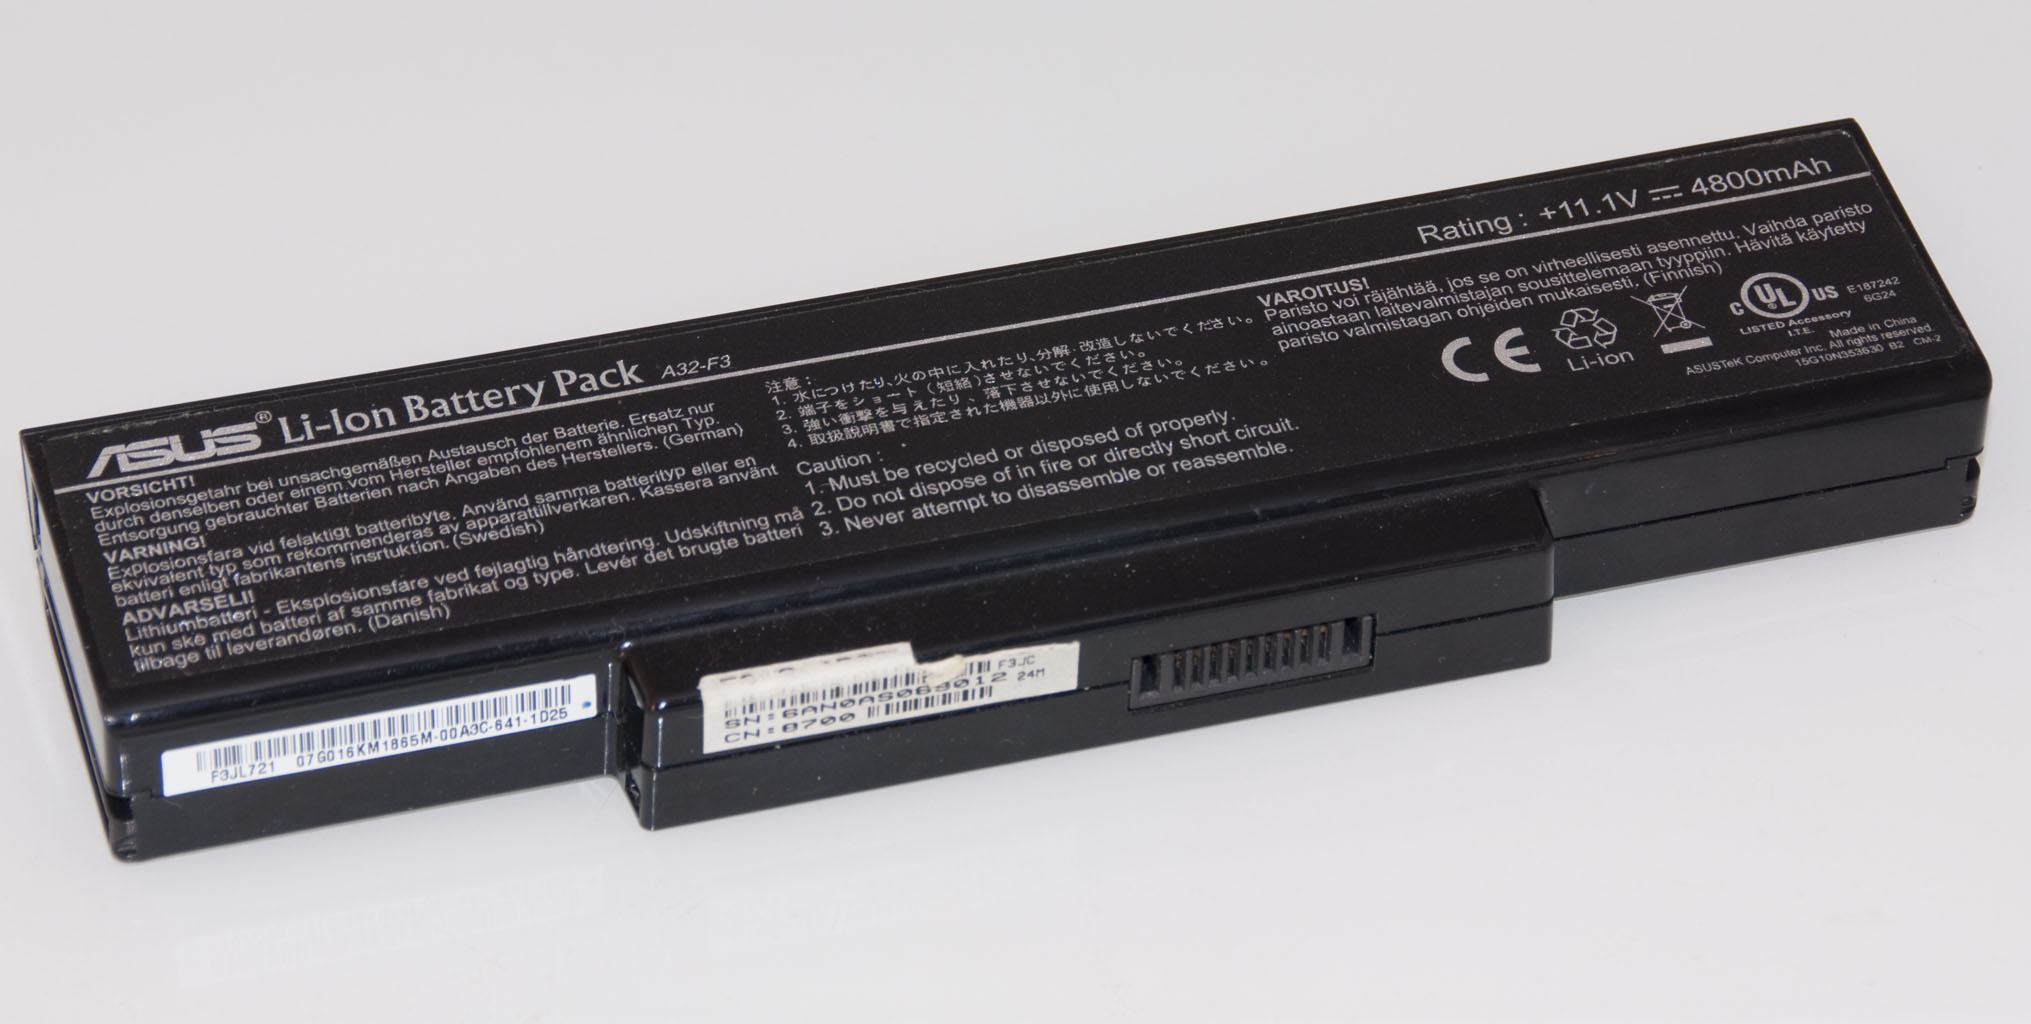 ASUS® Li-Ion Battery Pack A32-F3
Rating : +11.1V ⎓ 4800mAh
VORSICHT!
Explosionsgetahr bei unsachgemäßen Austausch der Batterie. Ersatz nur
durch denselben oder einem vom Hersteller empfohlenem ähnlichen Typ.
Entsorgung gebrauchter Batterien nach Angaben des Herstellers. (German)
VARNING!
Explosionsfara vid felaktigt batteribyte. Använd samma batterityp eller en
ekvivalent typ som rekommenderas av apparattillverkaren. Kassera använt
batteri enligt fabrikantens insrtuktion. (Swedish)
ADVARSELI!
Lithiumbatteri - Eksplosionsfare ved fejlagtig håndtering. Udskiftning må
kun ske med batteri af samme fabrikat og type. Levér det brugte batteri
tilbage til leverandøren. (Danish)
注意：
1. 水につけたり、火の中に入れたり、分解・改造しないでください。
2. 端子をショート（短絡）させないでください。
3. 強い衝撃を与えたり、落下させないでください。
4. 取扱説明書で指定された機器以外に使用しないでください。
Caution :
1. Must be recycled or disposed of properly.
2. Do not dispose of in fire or directly short circuit.
3. Never attempt to disassemble or reassemble.
VAROITUS!
Paristo voi räjähtää, jos se on virheellisesti asennettu. Vaihda paristo
ainoastaan laitevalmistajan sousittelemaan tyyppiin. Hävitä käytetty
paristo valmistagan ohjeiden mukaisesti, (Finnish)
CE
Li-ion
c UL US
LISTED Accessory
I.T.E.
E187242
6G24
Made in China
ASUSTeK Computer Inc. All rights reserved.
15G10N353630 B2 CM-2
F3JL721 07G016KM1865M-00A3C-641-1D25
F3JC
SN:6AN0AS069012 24M
CN:8700